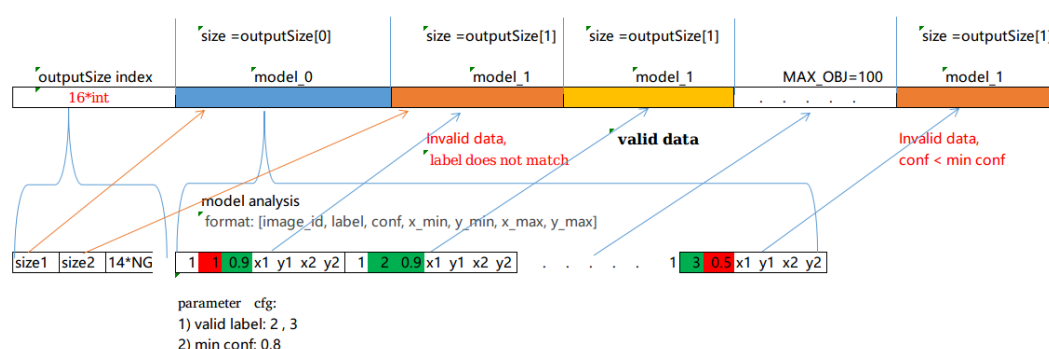 size =outputSize[0] size =outputSize[1] size =outputSize[1] size =outputSize[1]
outputSize index model_0 model_1 model_1 MAX_OBJ=100 model_1
16*int . . . . .
Invalid data, valid data Invalid data,
label does not match conf < min conf
model analysis
format: [image_id, label, conf, x_min, y_min, x_max, y_max]
size1 size2 14*NG 1 1 0.9 x1 y1 x2 y2 1 2 0.9 x1 y1 x2 y2 . . . . . 1 3 0.5 x1 y1 x2 y2
parameter cfg:
1) valid label: 2 , 3
2) min conf: 0.8